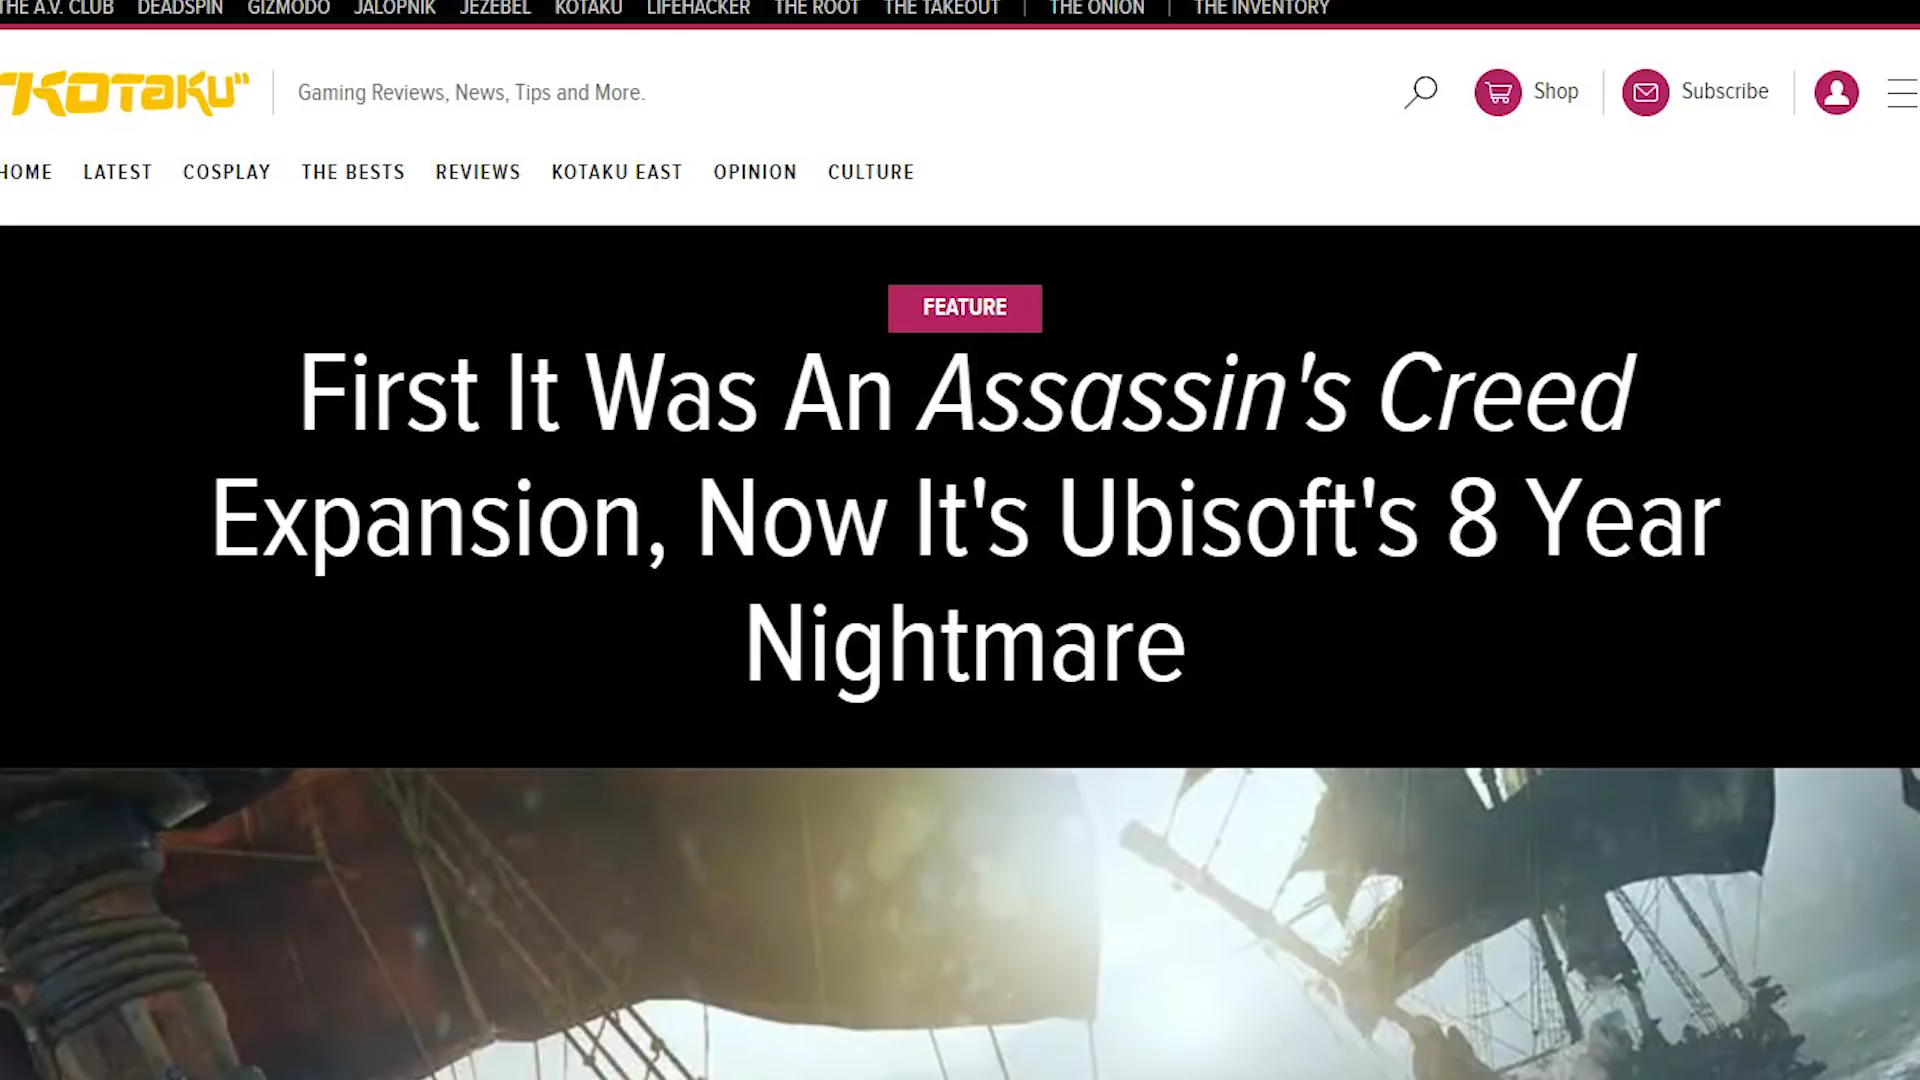 THE A.V. CLUB DEADSPIN GIZMODO JALOPNIK JEZEBEL KOTAKU LIFEHACKER THE ROOT THE TAKEOUT | THE ONION | THE INVENTORY
"KOTAKU" Gaming Reviews, News, Tips and More. Shop Subscribe
HOME LATEST COSPLAY THE BESTS REVIEWS KOTAKU EAST OPINION CULTURE
FEATURE
First It Was An Assassin's Creed
Expansion, Now It's Ubisoft's 8 Year
Nightmare